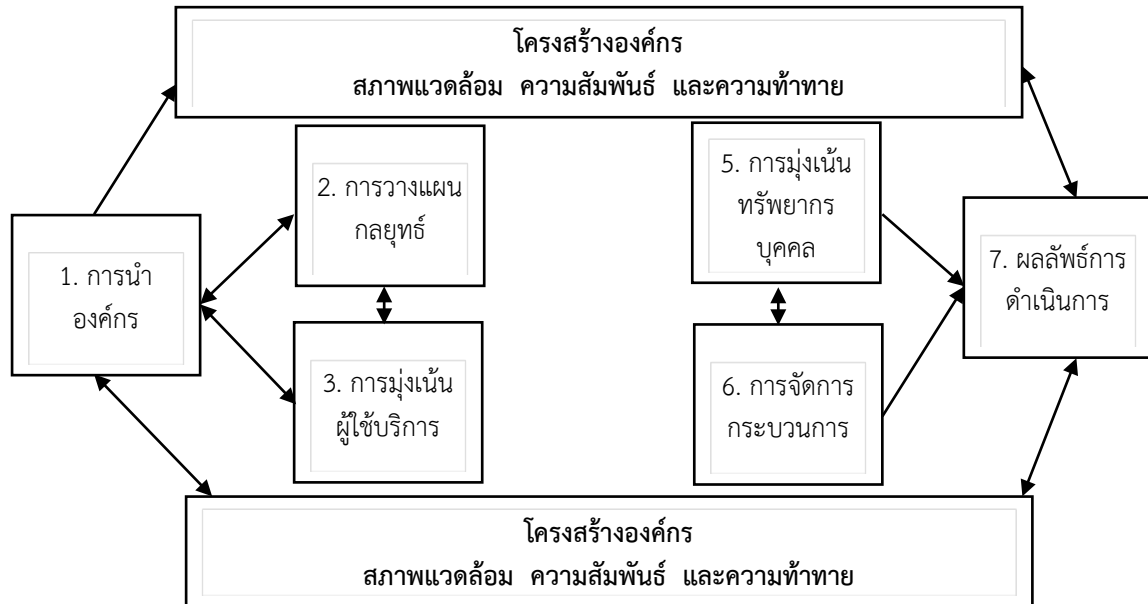 โครงสร้างองค์กร
สภาพแวดล้อม ความสัมพันธ์ และความท้าทาย
1. การนำ
องค์กร
2. การวางแผน
กลยุทธ์
3. การมุ่งเน้น
ผู้ใช้บริการ
5. การมุ่งเน้น
ทรัพยากร
บุคคล
6. การจัดการ
กระบวนการ
7. ผลลัพธ์การ
ดำเนินการ
โครงสร้างองค์กร
สภาพแวดล้อม ความสัมพันธ์ และความท้าทาย